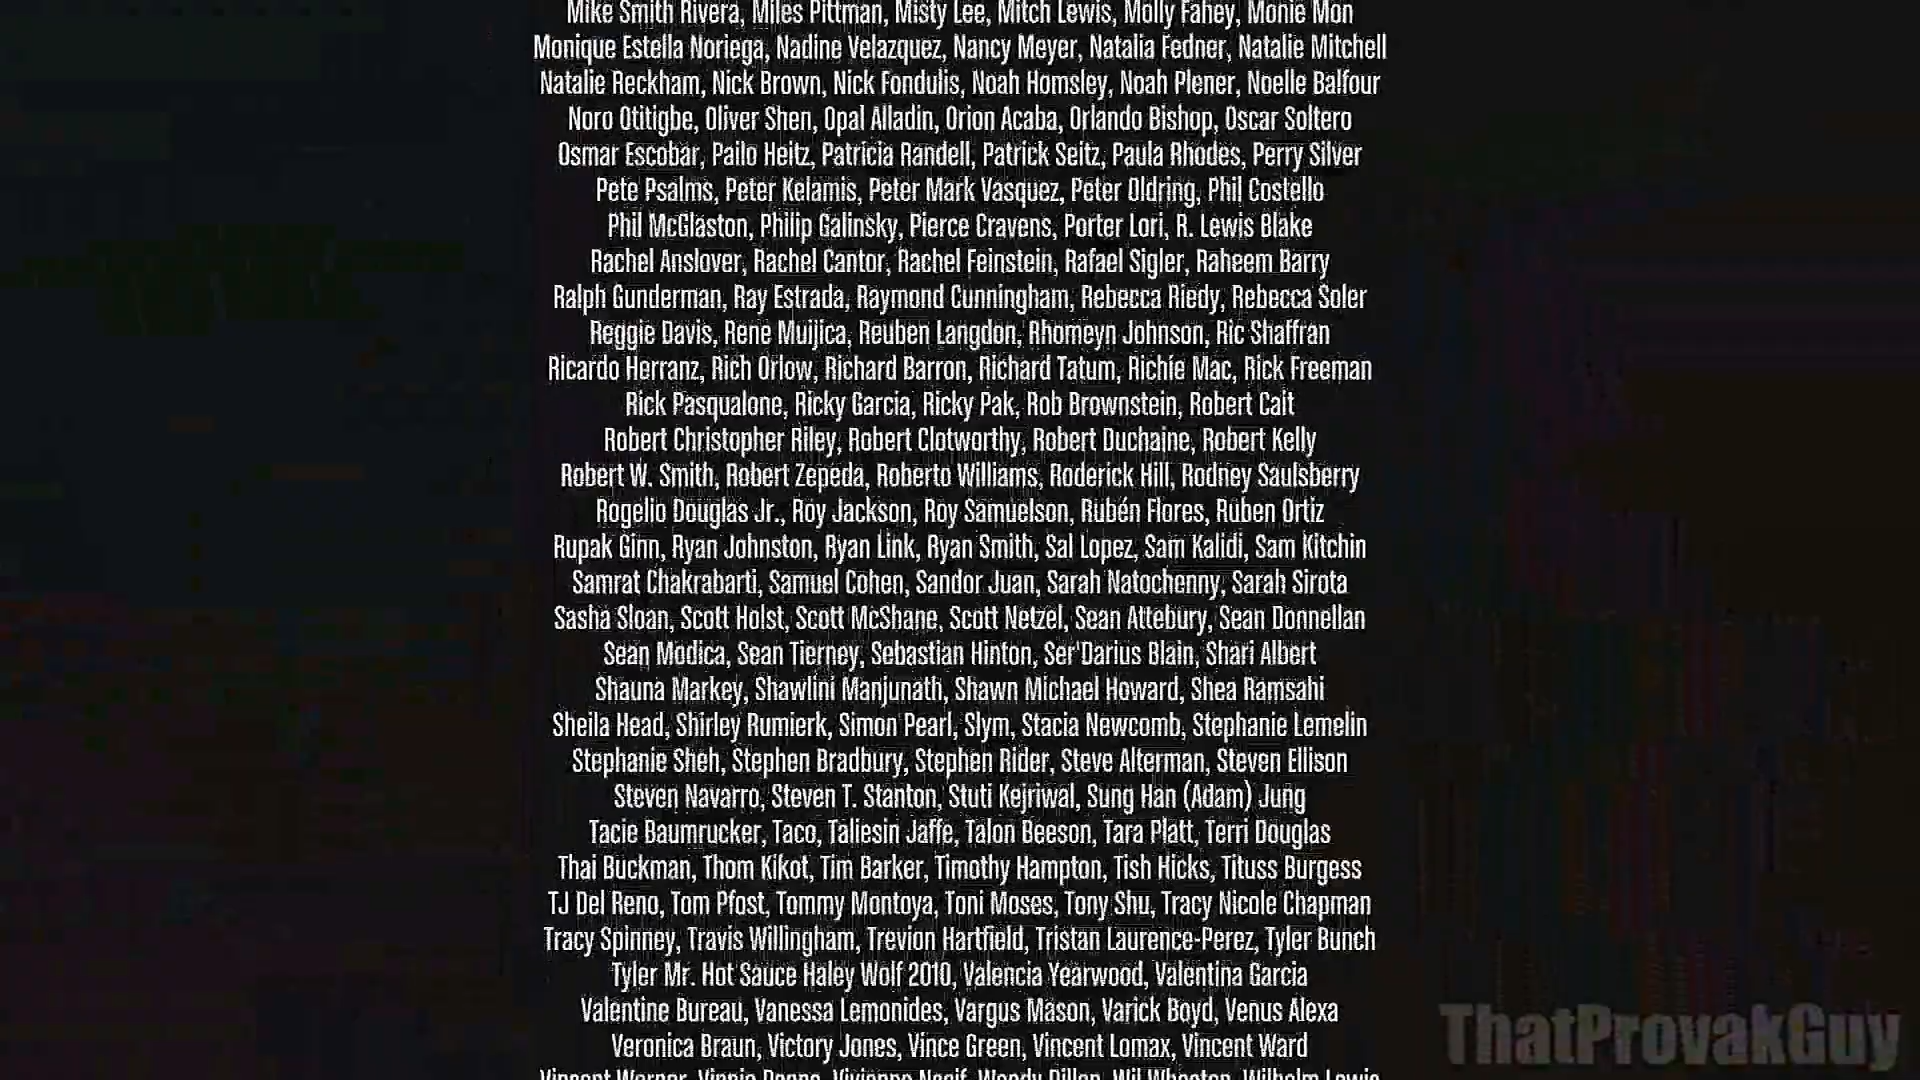 Mike Smith Rivera, Miles Pittman, Misty Lee, Mitch Lewis, Molly Fahey, Monie Mon
Monique Estella Noriega, Nadine Velazquez, Nancy Meyer, Natalia Fedner, Natalie Mitchell
Natalie Reckham, Nick Brown, Nick Fondulis, Noah Homsley, Noah Plener, Noelle Balfour
Noro Otitigbe, Oliver Shen, Opal Alladin, Orion Acaba, Orlando Bishop, Oscar Soltero
Osmar Escobar, Pailo Heitz, Patricia Randell, Patrick Seitz, Paula Rhodes, Perry Silver
Pete Psalms, Peter Kelamis, Peter Mark Vasquez, Peter Oldring, Phil Costello
Phil McGlaston, Philip Galinsky, Pierce Cravens, Porter Lori, R. Lewis Blake
Rachel Anslover, Rachel Cantor, Rachel Feinstein, Rafael Sigler, Raheem Barry
Ralph Gunderman, Ray Estrada, Raymond Cunningham, Rebecca Riedy, Rebecca Soler
Reggie Davis, Rene Muijica, Reuben Langdon, Rhomeyn Johnson, Ric Shaffran
Ricardo Herranz, Rich Orlow, Richard Barron, Richard Tatum, Richie Mac, Rick Freeman
Rick Pasqualone, Ricky Garcia, Ricky Pak, Rob Brownstein, Robert Cait
Robert Christopher Riley, Robert Clotworthy, Robert Duchaine, Robert Kelly
Robert W. Smith, Robert Zepeda, Roberto Williams, Roderick Hill, Rodney Saulsberry
Rogelio Douglas Jr., Roy Jackson, Roy Samuelson, Rubén Flores, Ruben Ortiz
Rupak Ginn, Ryan Johnston, Ryan Link, Ryan Smith, Sal Lopez, Sam Kalidi, Sam Kitchin
Samrat Chakrabarti, Samuel Cohen, Sandor Juan, Sarah Natochenny, Sarah Sirota
Sasha Sloan, Scott Holst, Scott McShane, Scott Netzel, Sean Attebury, Sean Donnellan
Sean Modica, Sean Tierney, Sebastian Hinton, Ser'Darius Blain, Shari Albert
Shauna Markey, Shawlini Manjunath, Shawn Michael Howard, Shea Ramsahi
Sheila Head, Shirley Rumierk, Simon Pearl, Slym, Stacia Newcomb, Stephanie Lemelin
Stephanie Sheh, Stephen Bradbury, Stephen Rider, Steve Alterman, Steven Ellison
Steven Navarro, Steven T. Stanton, Stuti Kejriwal, Sung Han (Adam) Jung
Tacie Baumrucker, Taco, Taliesin Jaffe, Talon Beeson, Tara Platt, Terri Douglas
Thai Buckman, Thom Kikot, Tim Barker, Timothy Hampton, Tish Hicks, Tituss Burgess
TJ Del Reno, Tom Pfost, Tommy Montoya, Toni Moses, Tony Shu, Tracy Nicole Chapman
Tracy Spinney, Travis Willingham, Trevion Hartfield, Tristan Laurence-Perez, Tyler Bunch
Tyler Mr. Hot Sauce Haley Wolf 2010, Valencia Yearwood, Valentina Garcia
Valentine Bureau, Vanessa Lemonides, Vargus Mason, Varick Boyd, Venus Alexa
Veronica Braun, Victory Jones, Vince Green, Vincent Lomax, Vincent Ward
ThatProvakGuy